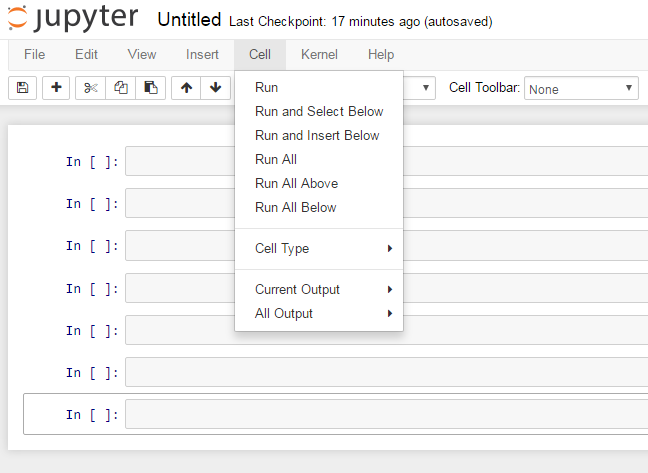 jupyter Untitled Last Checkpoint: 17 minutes ago (autosaved)
File Edit View Insert Cell Kernel Help
Cell Toolbar: None
Run
Run and Select Below
Run and Insert Below
Run All
Run All Above
Run All Below
Cell Type
Current Output
All Output
In [ ]:
In [ ]:
In [ ]:
In [ ]:
In [ ]:
In [ ]:
In [ ]: